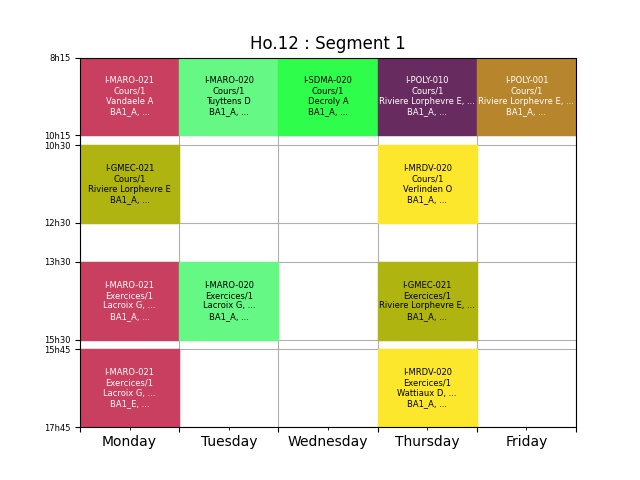 Ho.12 : Segment 1
8h15
I-MARO-021
Cours/1
Vandaele A
BA1_A, ...
I-MARO-020
Cours/1
Tuyttens D
BA1_A, ...
I-SDMA-020
Cours/1
Decroly A
BA1_A, ...
I-POLY-010
Cours/1
Riviere Lorphevre E, ...
BA1_A, ...
I-POLY-001
Cours/1
Riviere Lorphevre E, ...
BA1_A, ...
10h15
10h30
I-GMEC-021
Cours/1
Riviere Lorphevre E
BA1_A, ...
I-MRDV-020
Cours/1
Verlinden O
BA1_A, ...
12h30
13h30
I-MARO-021
Exercices/1
Lacroix G, ...
BA1_A, ...
I-MARO-020
Exercices/1
Lacroix G, ...
BA1_A, ...
I-GMEC-021
Exercices/1
Riviere Lorphevre E, ...
BA1_A, ...
15h30
15h45
I-MARO-021
Exercices/1
Lacroix G, ...
BA1_E, ...
I-MRDV-020
Exercices/1
Wattiaux D, ...
BA1_A, ...
17h45
Monday
Tuesday
Wednesday
Thursday
Friday